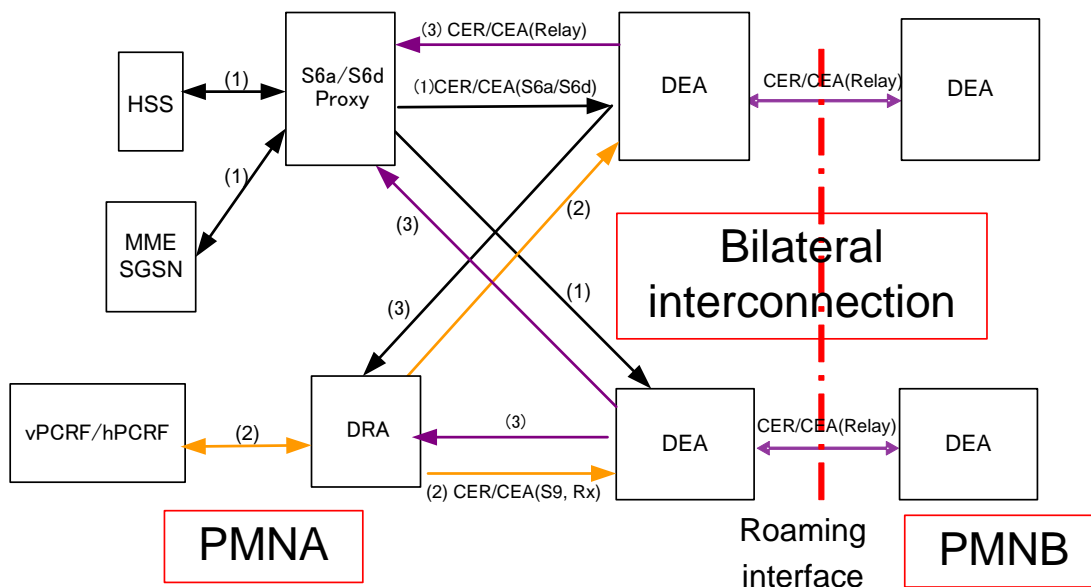 (3) CER/CEA(Relay)
(1)
HSS
S6a/S6d
Proxy
(1)CER/CEA(S6a/S6d)
DEA
CER/CEA(Relay)
DEA
(1)
MME
SGSN
(3)
(2)
(3)
(1)
Bilateral
interconnection
vPCRF/hPCRF
(2)
DRA
(3)
(2) CER/CEA(S9, Rx)
DEA
CER/CEA(Relay)
DEA
PMNA
Roaming
interface
PMNB